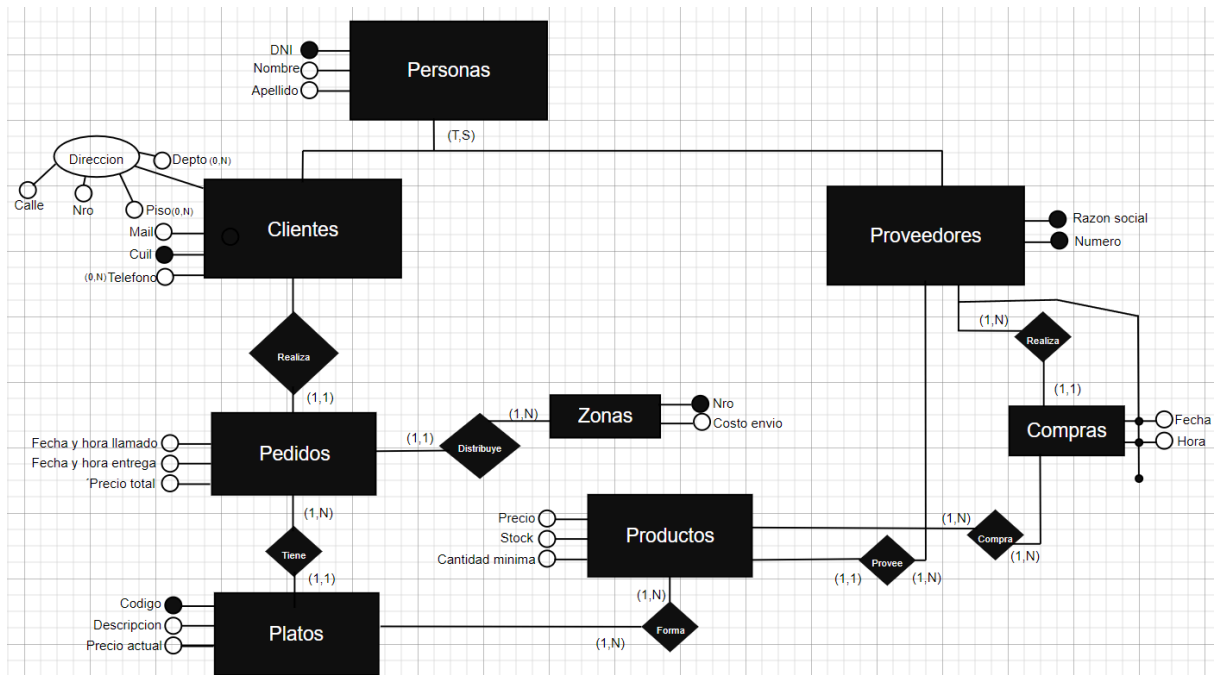 DNI
Nombre
Apellido
Personas
(T,S)
Direccion
Depto (0,N)
Calle
Nro
Piso(0,N)
Mail
Cuil
(0,N)Telefono
Clientes
Proveedores
Razon social
Numero
Realiza
(1,1)
(1,N)
Realiza
(1,1)
Fecha y hora llamado
Fecha y hora entrega
´Precio total
Pedidos
(1,1)
Distribuye
(1,N)
Zonas
Nro
Costo envio
Compras
Fecha
Hora
(1,N)
Tiene
(1,1)
Precio
Stock
Cantidad minima
Productos
(1,N)
Compra
(1,N)
(1,1)
Provee
(1,N)
Codigo
Descripcion
Precio actual
Platos
(1,N)
Forma
(1,N)